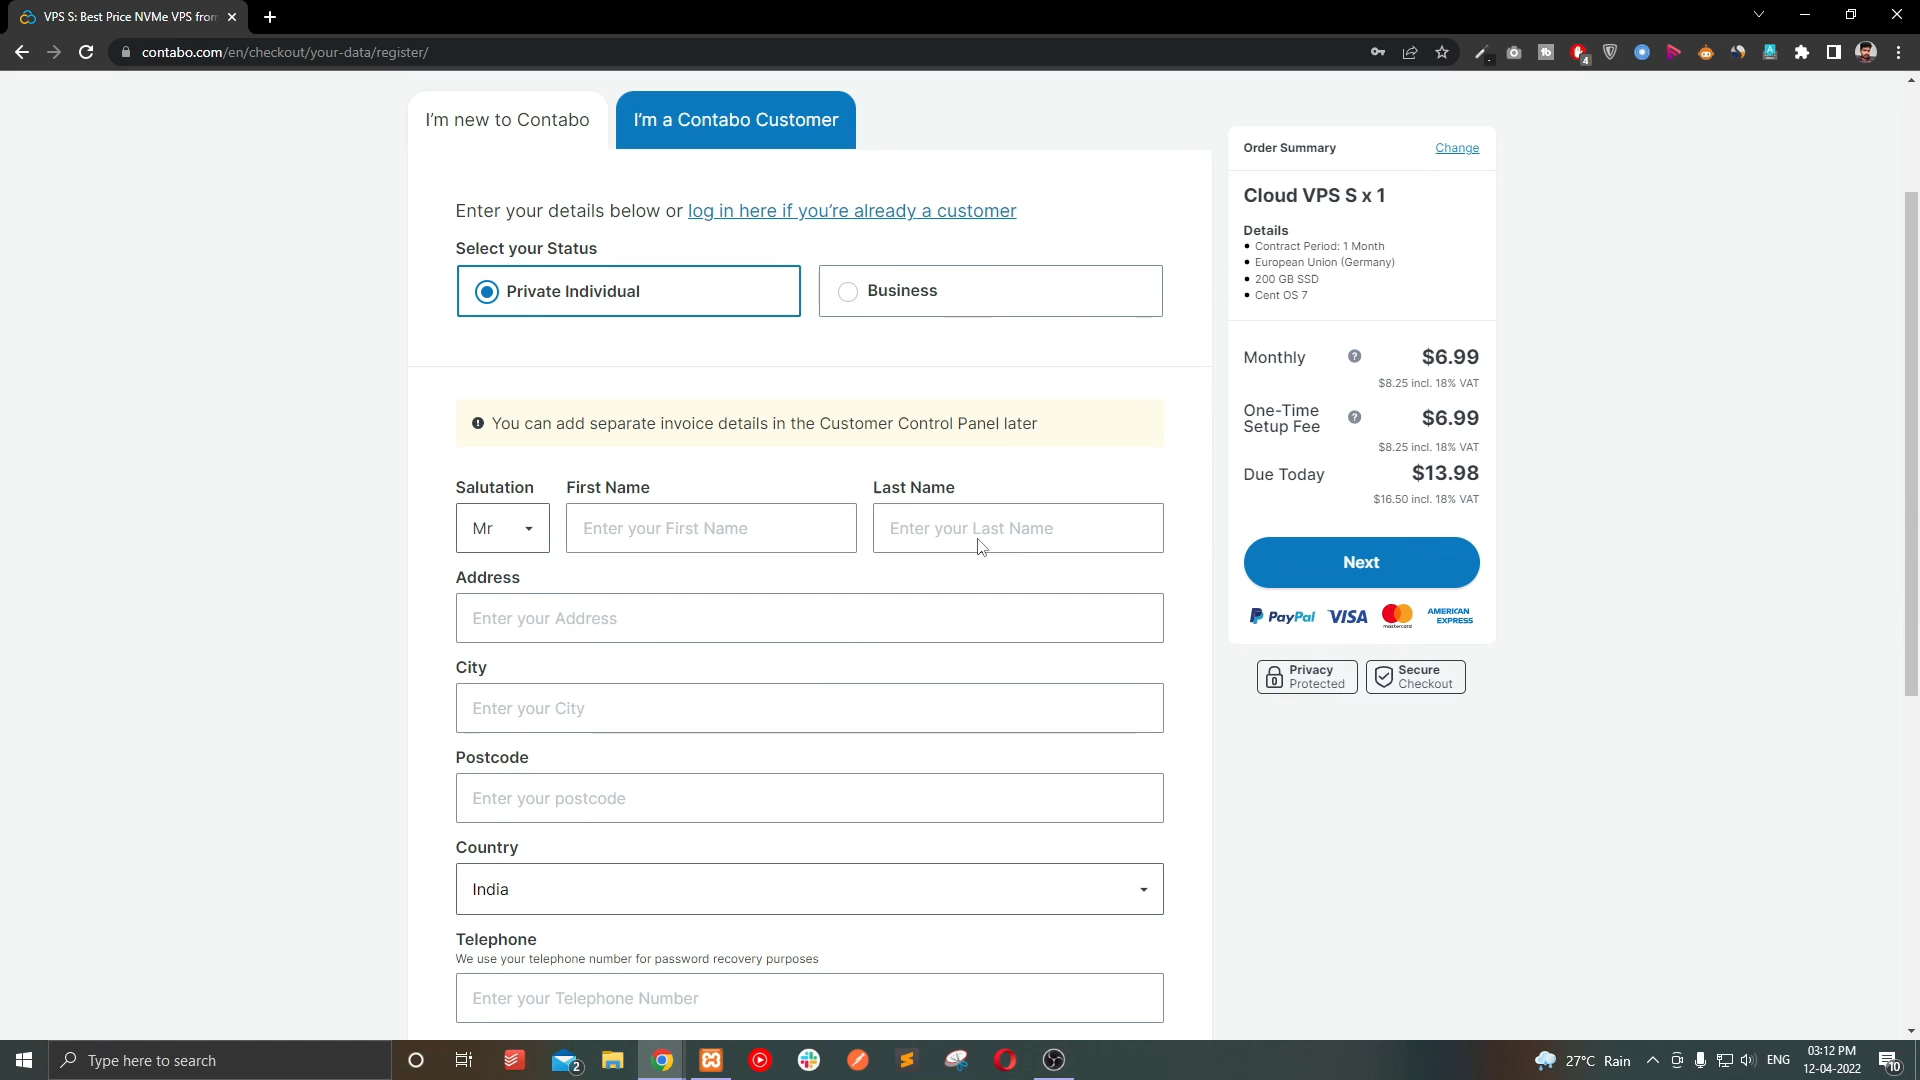 VPS S: Best Price NVMe VPS from
contabo.com/en/checkout/your-data/register/
4
I'm new to Contabo
I'm a Contabo Customer
Enter your details below or log in here if you're already a customer
Select your Status
Private Individual
Business
You can add separate invoice details in the Customer Control Panel later
Salutation
First Name
Last Name
Mr
Enter your First Name
Enter your Last Name
Address
Enter your Address
City
Enter your City
Postcode
Enter your postcode
Country
India
Telephone
We use your telephone number for password recovery purposes
Enter your Telephone Number
Order Summary
Change
Cloud VPS S x 1
Details
Contract Period: 1 Month
European Union (Germany)
200 GB SSD
Cent OS 7
Monthly
$6.99
$8.25 incl. 18% VAT
One-Time
Setup Fee
$6.99
$8.25 incl. 18% VAT
Due Today
$13.98
$16.50 incl. 18% VAT
Next
PayPal
VISA
mastercard
AMERICAN
EXPRESS
Privacy
Protected
Secure
Checkout
Type here to search
2
27°C Rain
ENG
03:12 PM
12-04-2022
10